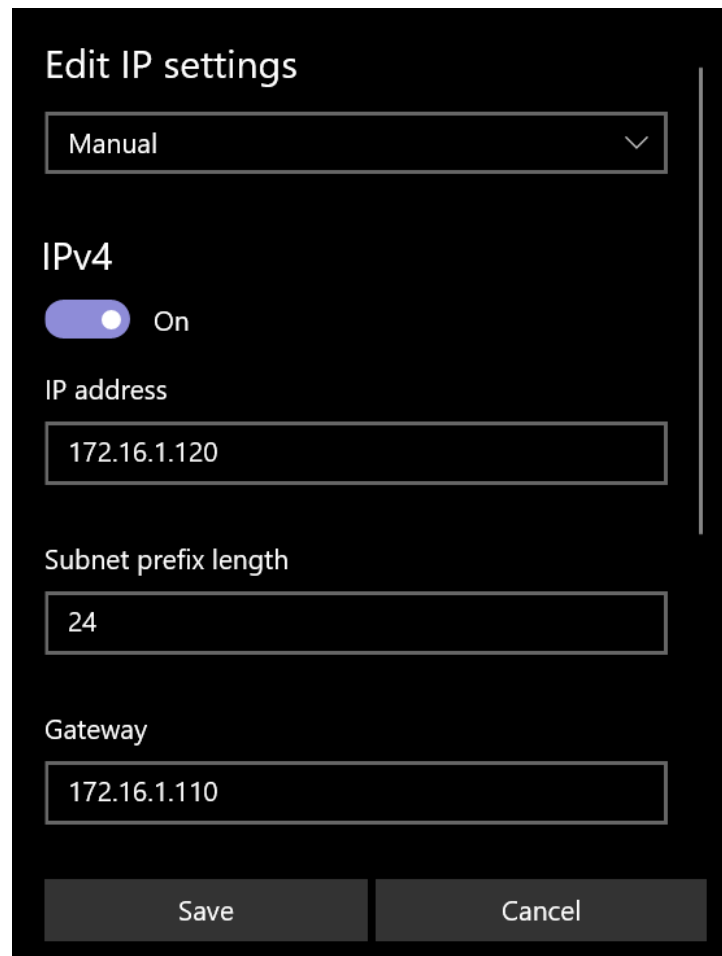 Edit IP settings
Manual
IPv4
On
IP address
172.16.1.120
Subnet prefix length
24
Gateway
172.16.1.110
Save Cancel